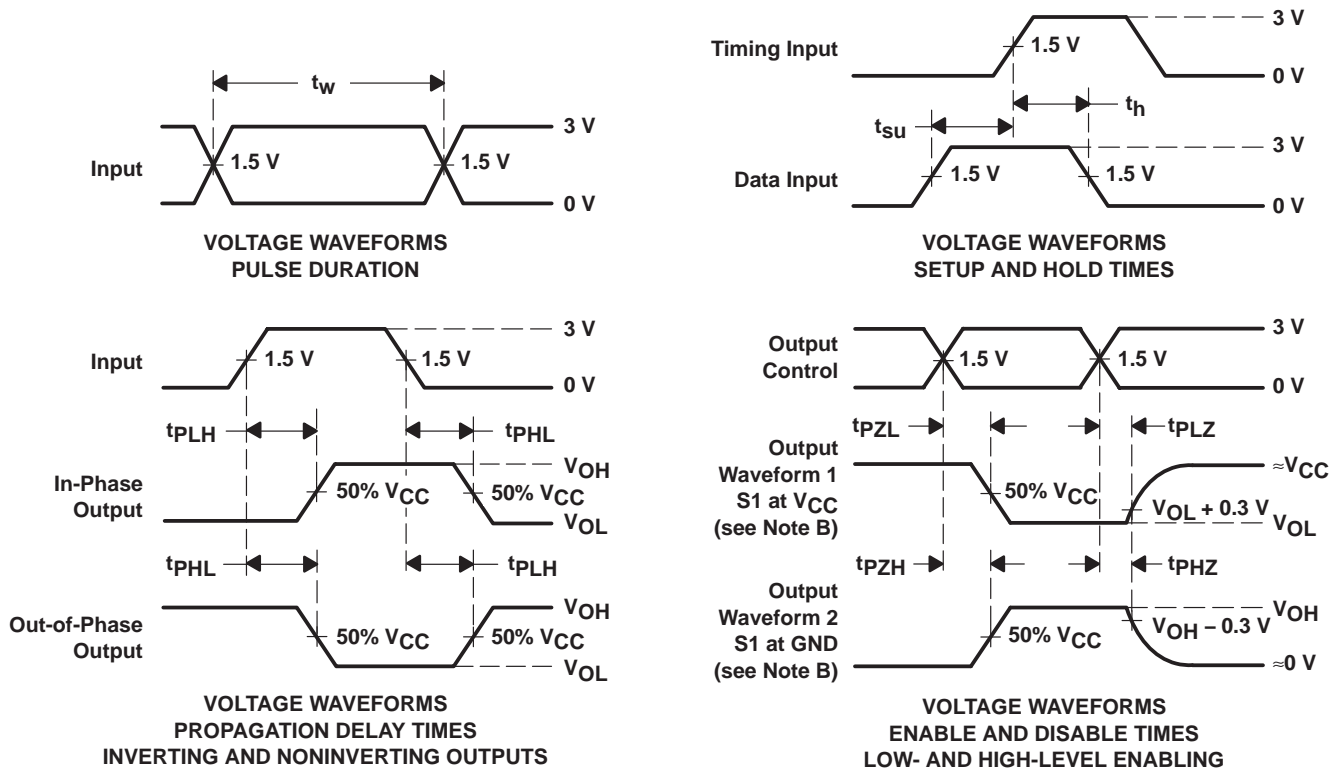 tw
3 V
Input
1.5 V
1.5 V
0 V
VOLTAGE WAVEFORMS
PULSE DURATION
3 V
Timing Input
1.5 V
0 V
th
tsu
3 V
Data Input
1.5 V
1.5 V
0 V
VOLTAGE WAVEFORMS
SETUP AND HOLD TIMES
3 V
Input
1.5 V
1.5 V
0 V
tPLH
tPHL
VOH
In-Phase
Output
50% VCC
50% VCC
VOL
tPHL
tPLH
VOH
Out-of-Phase
Output
50% VCC
50% VCC
VOL
VOLTAGE WAVEFORMS
PROPAGATION DELAY TIMES
INVERTING AND NONINVERTING OUTPUTS
3 V
Output
Control
1.5 V
1.5 V
0 V
tPZL
tPLZ
Output
Waveform 1
S1 at VCC
(see Note B)
≈VCC
50% VCC
VOL + 0.3 V
VOL
tPZH
tPHZ
Output
Waveform 2
S1 at GND
(see Note B)
VOH
50% VCC
VOH − 0.3 V
≈0 V
VOLTAGE WAVEFORMS
ENABLE AND DISABLE TIMES
LOW- AND HIGH-LEVEL ENABLING